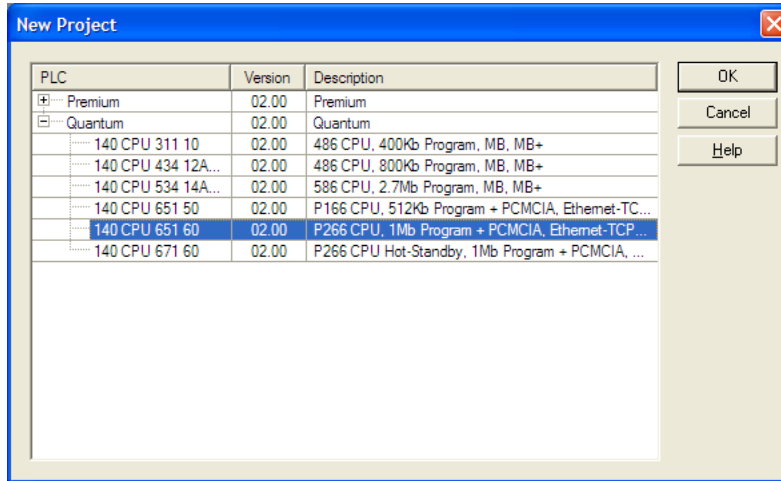 New Project
PLC Version Description
Premium 02.00 Premium
Quantum 02.00 Quantum
140 CPU 311 10 02.00 486 CPU, 400Kb Program, MB, MB+
140 CPU 434 12A... 02.00 486 CPU, 800Kb Program, MB, MB+
140 CPU 534 14A... 02.00 586 CPU, 2.7Mb Program, MB, MB+
140 CPU 651 50 02.00 P166 CPU, 512Kb Program + PCMCIA, Ethernet-TC...
140 CPU 651 60 02.00 P266 CPU, 1Mb Program + PCMCIA, Ethernet-TCP...
140 CPU 671 60 02.00 P266 CPU Hot-Standby, 1Mb Program + PCMCIA, ...
OK
Cancel
Help